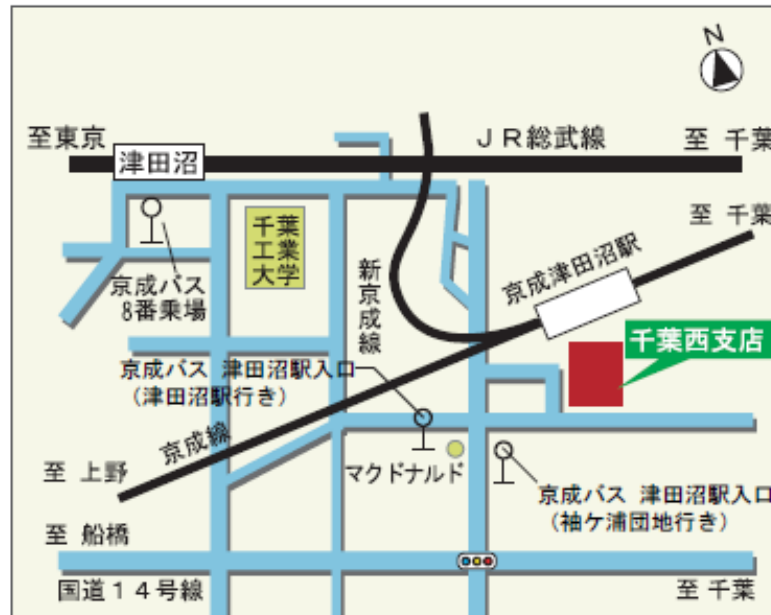 N
至東京
JR総武線
至 千葉
津田沼
至 千葉
千葉
工業
大学
京成津田沼駅
新京成線
京成バス
8番乗場
千葉西支店
京成バス 津田沼駅入口
(津田沼駅行き)
京成線
至 上野
マクドナルド
京成バス 津田沼駅入口
(袖ケ浦団地行き)
至 船橋
国道14号線
至 千葉